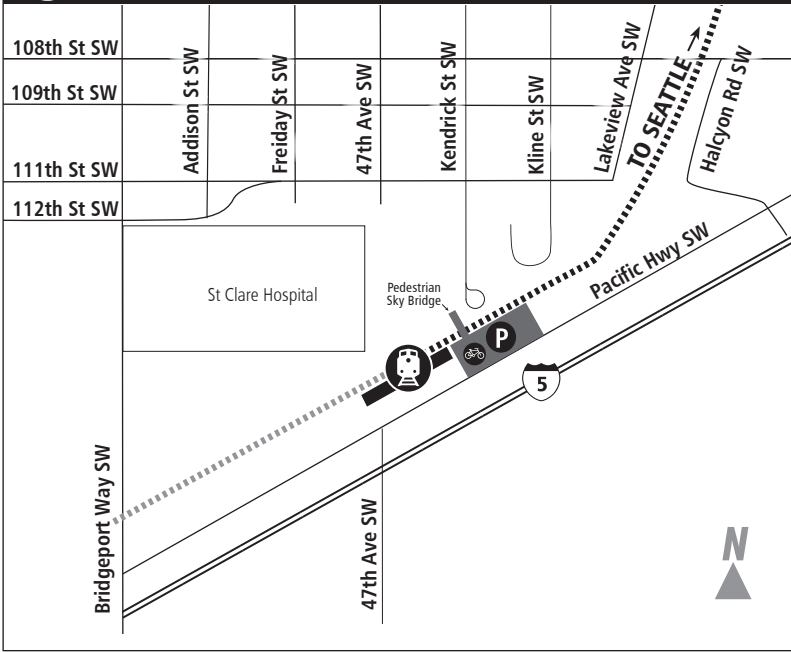 108th St SW
109th St SW
111th St SW
112th St SW
Addison St SW
Freiday St SW
47th Ave SW
Kendrick St SW
Kline St SW
Lakeview Ave SW
TO SEATTLE
Halcyon Rd SW
Pacific Hwy SW
St Clare Hospital
Pedestrian
Sky Bridge
P
5
Bridgeport Way SW
47th Ave SW
N